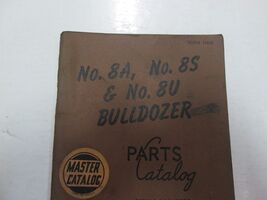 No. 8A, No. 8S
& No. 8U
BULLDOZER
PARTS
Catalog
MASTER
CATALOG